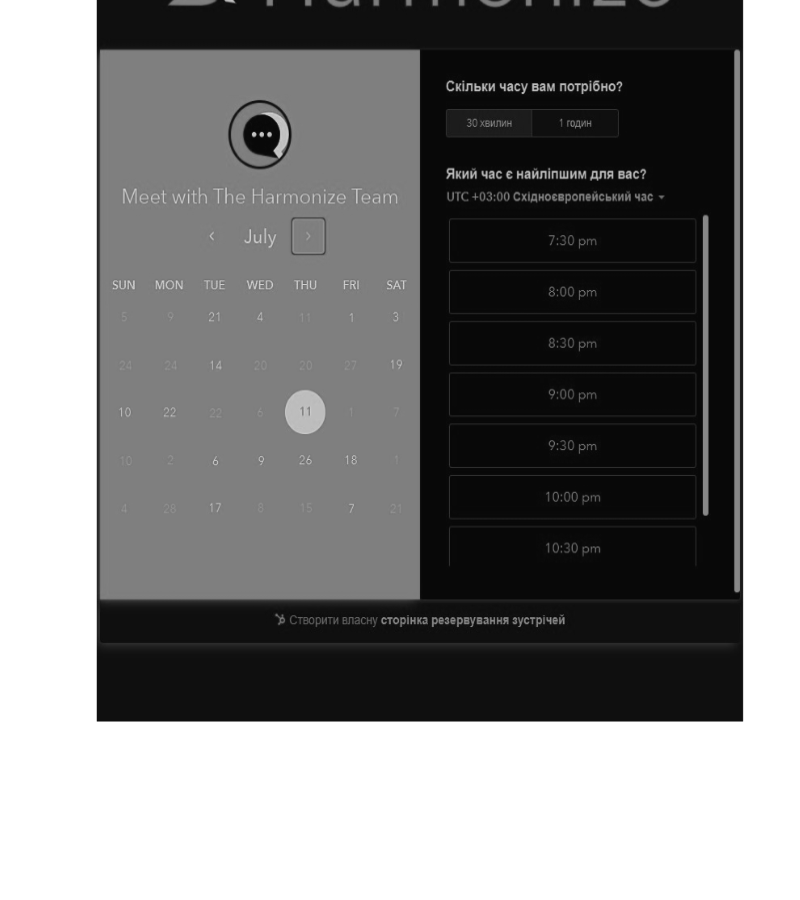 Harmonize
Meet with The Harmonize Team
July
SUN MON TUE WED THU FRI SAT
5 9 21 4 11 1 3
24 24 14 20 20 27 19
10 22 22 6 11 1 7
10 2 6 9 26 18 1
4 28 17 8 15 7 21
Скільки часу вам потрібно?
30 хвилин 1 годин
Який час є найліпшим для вас?
UTC +03:00 Східноєвропейський час
7:30 pm
8:00 pm
8:30 pm
9:00 pm
9:30 pm
10:00 pm
10:30 pm
Створити власну сторінка резервування зустрічей